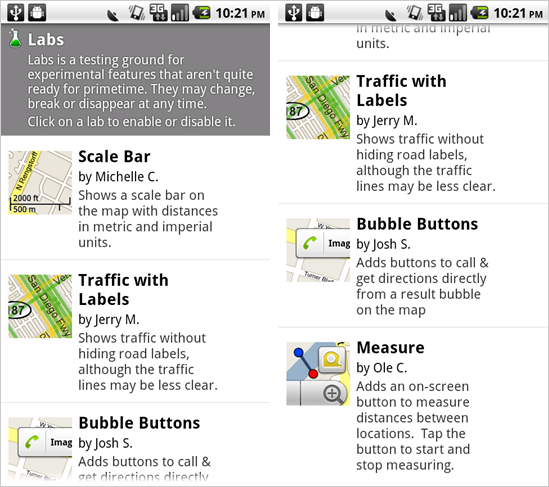 10:21 PM
Labs
Labs is a testing ground for
experimental features that aren't quite
ready for primetime. They may change,
break or disappear at any time.
Click on a lab to enable or disable it.
N Rengstorff
2000 ft
500 m
Scale Bar
by Michelle C.
Shows a scale bar on
the map with distances
in metric and imperial
units.
San Diego Fwy
87
Traffic with
Labels
by Jerry M.
Shows traffic without
hiding road labels,
although the traffic
lines may be less clear.
Imag
Bubble Buttons
by Josh S.
Adds buttons to call &
get directions directly
3G
10:21 PM
in metric and imperial
units.
San Diego Fwy
87
Traffic with
Labels
by Jerry M.
Shows traffic without
hiding road labels,
although the traffic
lines may be less clear.
Imag
Bubble Buttons
by Josh S.
Adds buttons to call &
get directions directly
from a result bubble
on the map
Measure
by Ole C.
Adds an on-screen
button to measure
distances between
locations. Tap the
button to start and
stop measuring.